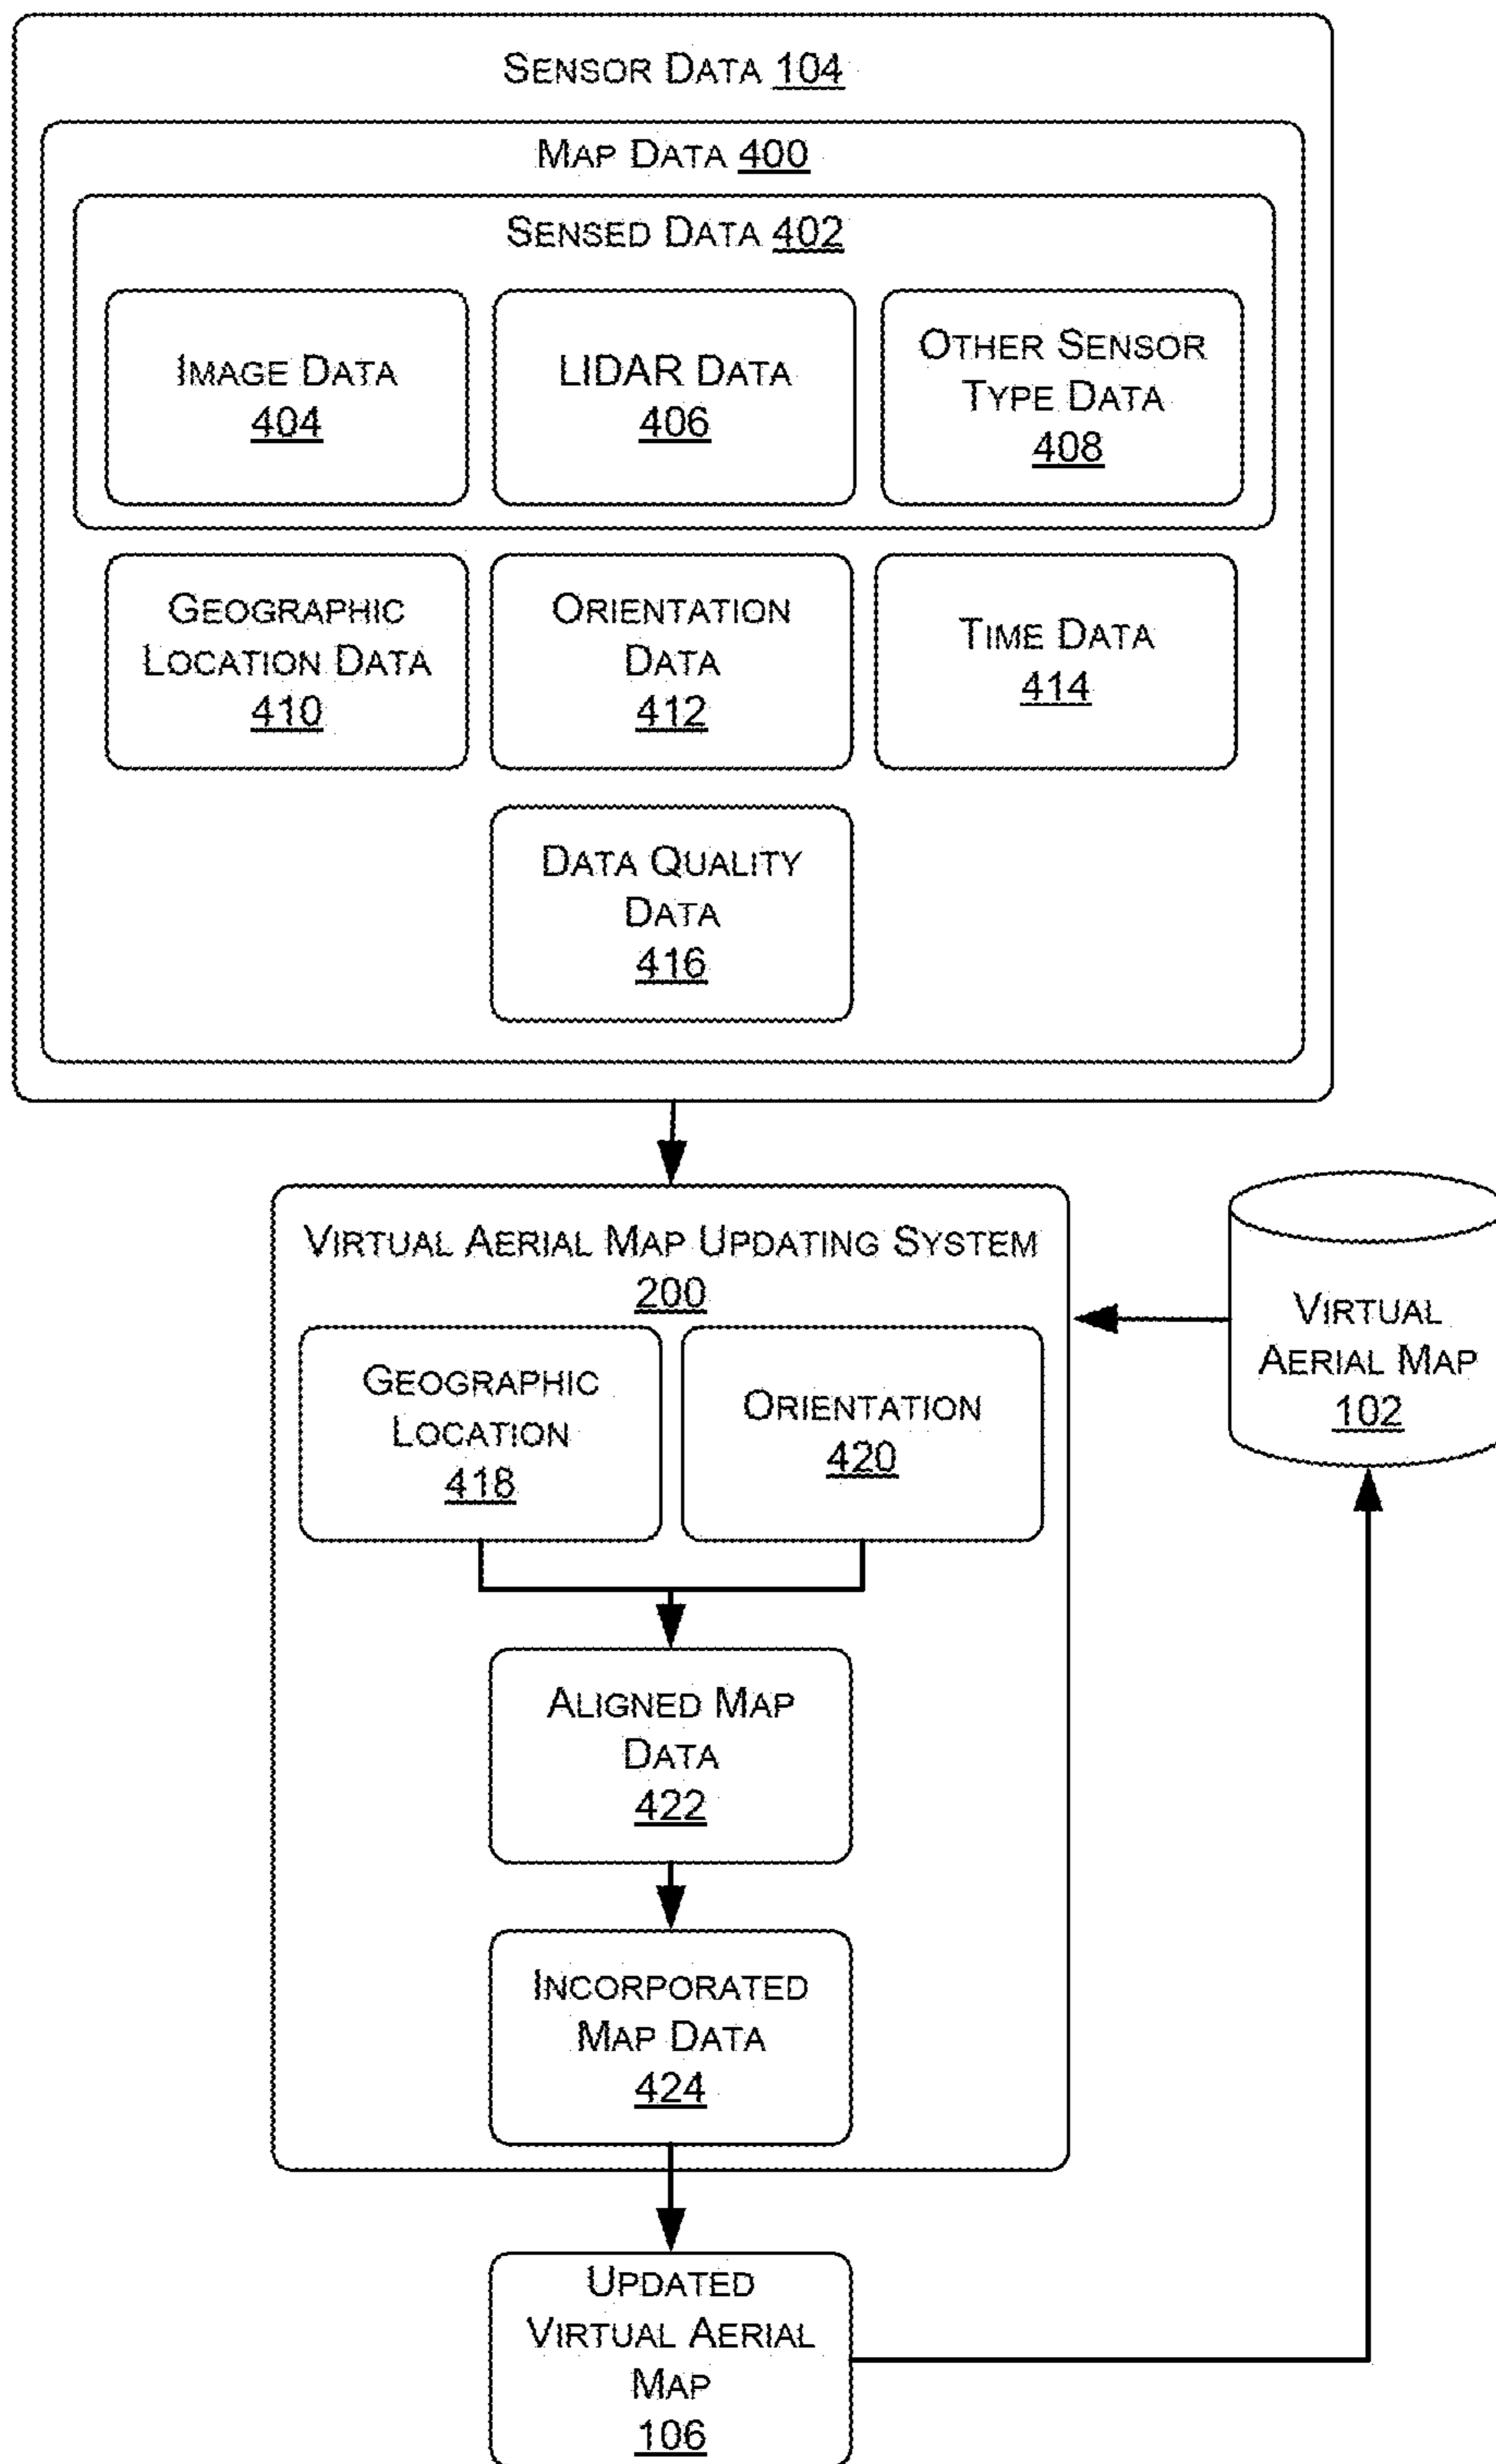 SENSOR DATA 104
MAP DATA 400
SENSED DATA 402
IMAGE DATA
404
LIDAR DATA
406
OTHER SENSOR
TYPE DATA
408
GEOGRAPHIC
LOCATION DATA
410
ORIENTATION
DATA
412
TIME DATA
414
DATA QUALITY
DATA
416
VIRTUAL AERIAL MAP UPDATING SYSTEM
200
GEOGRAPHIC
LOCATION
418
ORIENTATION
420
VIRTUAL
AERIAL MAP
102
ALIGNED MAP
DATA
422
INCORPORATED
MAP DATA
424
UPDATED
VIRTUAL AERIAL
MAP
106